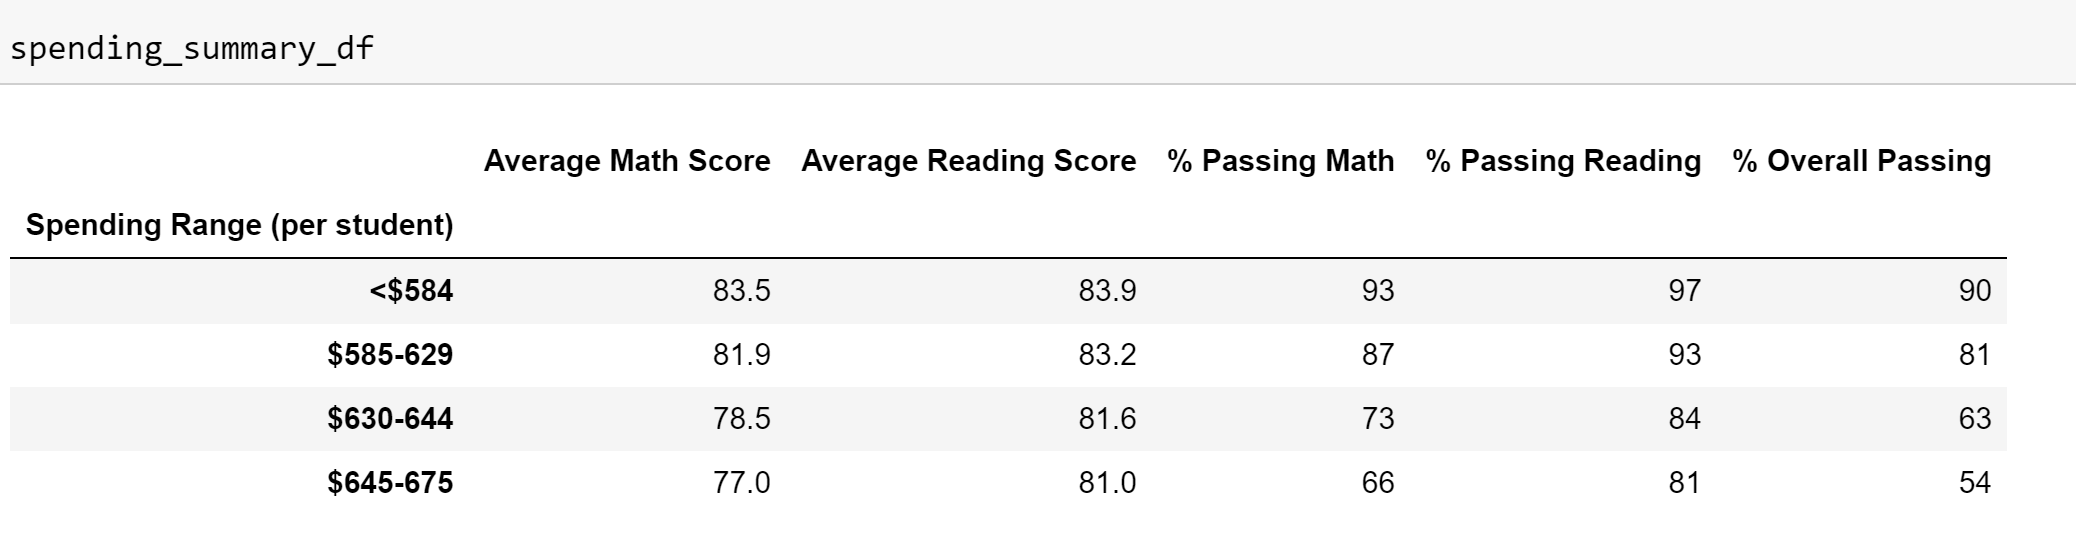 spending_summary_df
Average Math Score Average Reading Score % Passing Math % Passing Reading % Overall Passing
Spending Range (per student)
<$584 83.5 83.9 93 97 90
$585-629 81.9 83.2 87 93 81
$630-644 78.5 81.6 73 84 63
$645-675 77.0 81.0 66 81 54